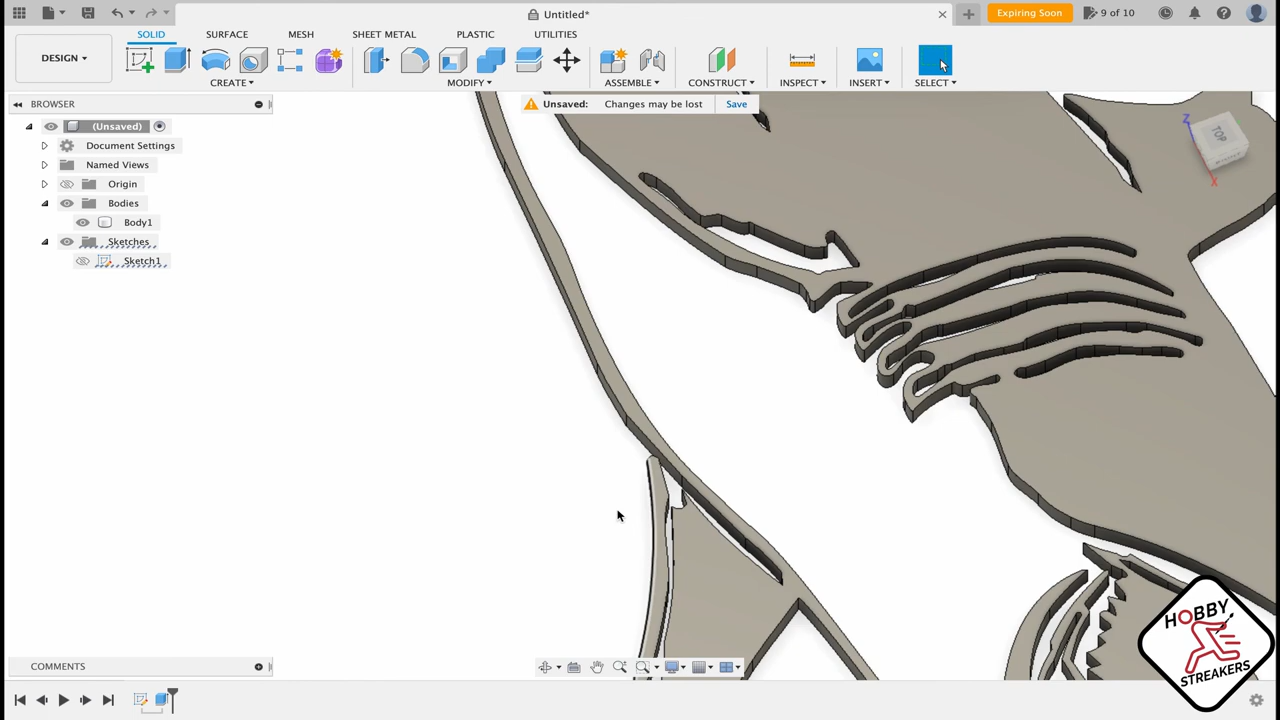 Untitled*
Expiring Soon
9 of 10
DESIGN
SOLID
SURFACE
MESH
SHEET METAL
PLASTIC
UTILITIES
CREATE
MODIFY
ASSEMBLE
CONSTRUCT
INSPECT
INSERT
SELECT
BROWSER
Unsaved: Changes may be lost Save
(Unsaved)
Document Settings
Named Views
Origin
Bodies
Body1
Sketches
Sketch1
Z
TOP
X
COMMENTS
HOBBY
STREAKERS